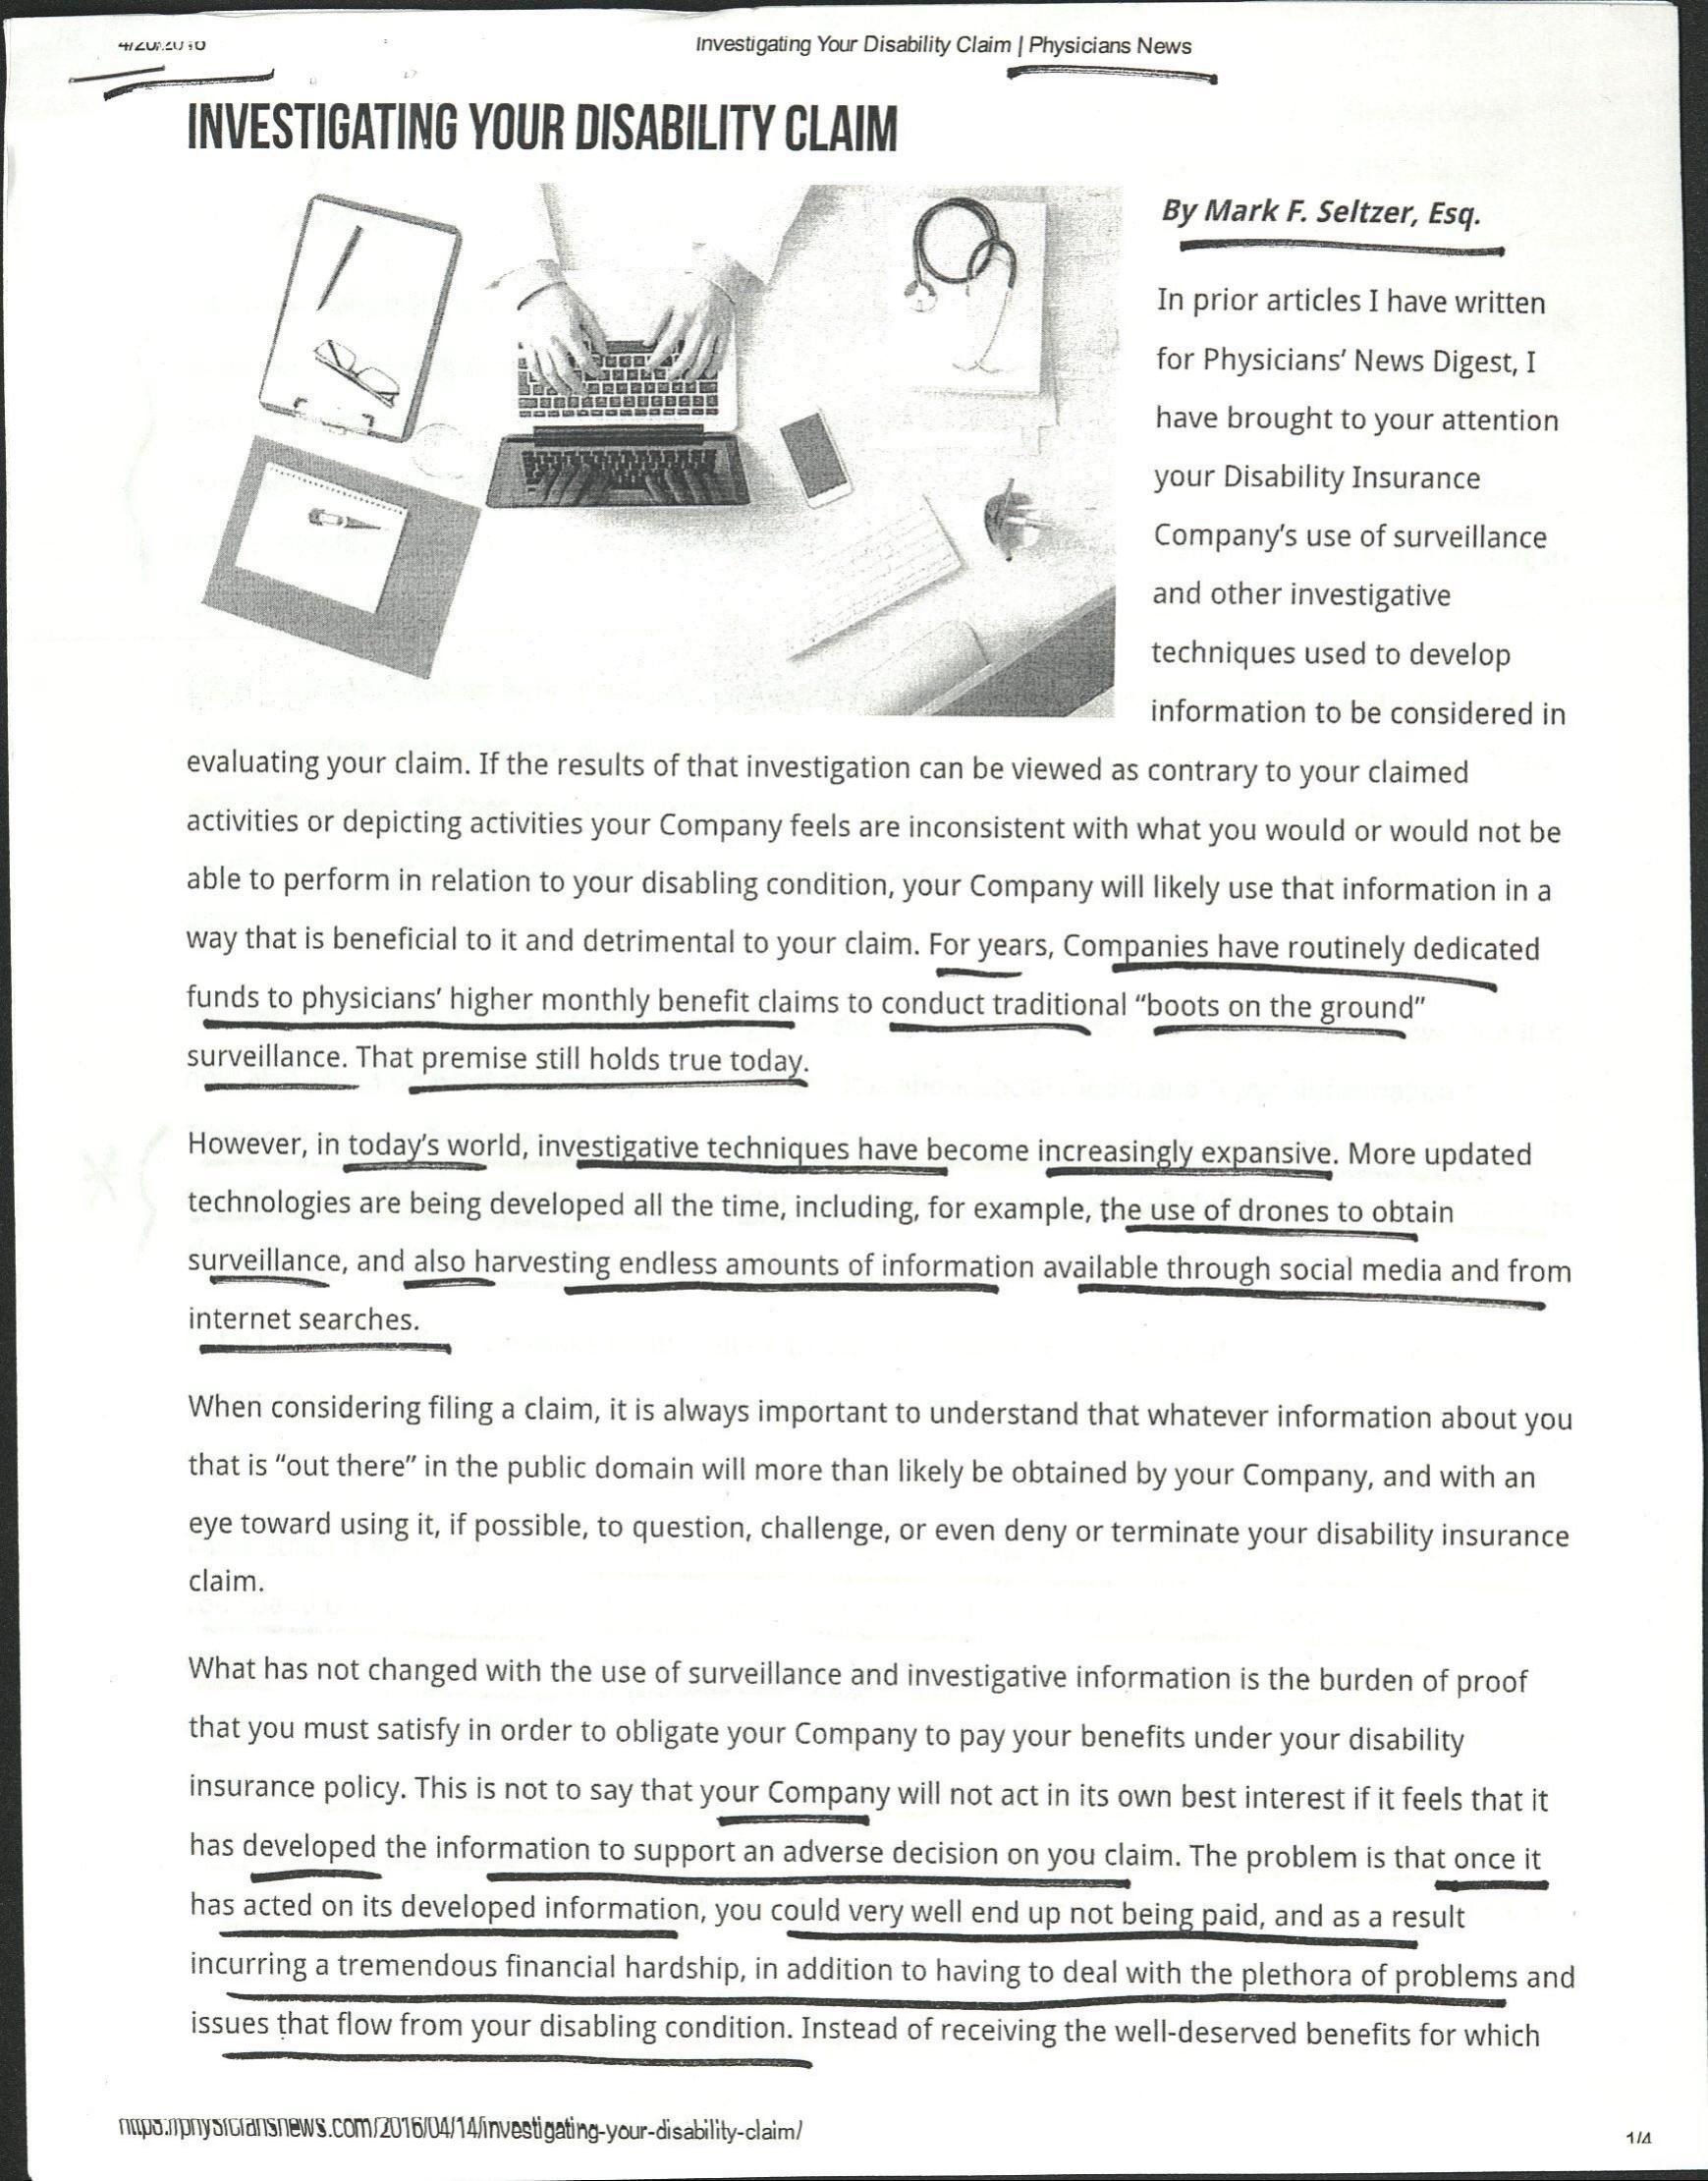 Investigating Your Disability Claim | Physicians News
INVESTIGATING YOUR DISABILITY CLAIM
By Mark F. Seltzer, Esq.
In prior articles I have written
for Physicians’ News Digest, I
have brought to your attention
your Disability Insurance
Company’s use of surveillance
and other investigative
techniques used to develop
information to be considered in
evaluating your claim. If the results of that investigation can be viewed as contrary to your claimed
activities or depicting activities your Company feels are inconsistent with what you would or would not be
able to perform in relation to your disabling condition, your Company will likely use that information in a
way that is beneficial to it and detrimental to your claim. For years, Companies have routinely dedicated
funds to physicians’ higher monthly benefit claims to conduct traditional “boots on the ground”
surveillance. That premise still holds true today.
However, in today’s world, investigative techniques have become increasingly expansive. More updated
technologies are being developed all the time, including, for example, the use of drones to obtain
surveillance, and also harvesting endless amounts of information available through social media and from
internet searches.
When considering filing a claim, it is always important to understand that whatever information about you
that is “out there” in the public domain will more than likely be obtained by your Company, and with an
eye toward using it, if possible, to question, challenge, or even deny or terminate your disability insurance
claim.
What has not changed with the use of surveillance and investigative information is the burden of proof
that you must satisfy in order to obligate your Company to pay your benefits under your disability
insurance policy. This is not to say that your Company will not act in its own best interest if it feels that it
has developed the information to support an adverse decision on you claim. The problem is that once it
has acted on its developed information, you could very well end up not being paid, and as a result
incurring a tremendous financial hardship, in addition to having to deal with the plethora of problems and
issues that flow from your disabling condition. Instead of receiving the well-deserved benefits for which
https://physiciansnews.com/2016/04/14/investigating-your-disability-claim/
1/4